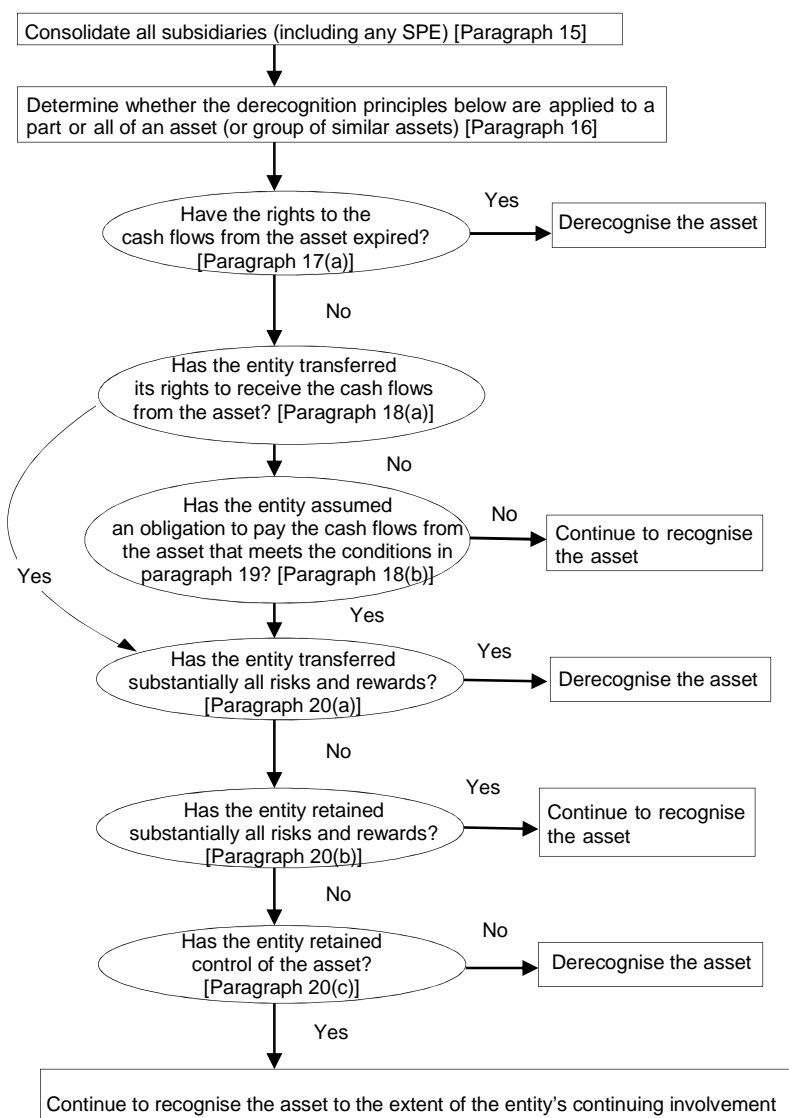 Consolidate all subsidiaries (including any SPE) [Paragraph 15]
Determine whether the derecognition principles below are applied to a
part or all of an asset (or group of similar assets) [Paragraph 16]
Have the rights to the
cash flows from the asset expired?
[Paragraph 17(a)]
Yes
Derecognise the asset
No
Has the entity transferred
its rights to receive the cash flows
from the asset? [Paragraph 18(a)]
No
Has the entity assumed
an obligation to pay the cash flows from
the asset that meets the conditions in
paragraph 19? [Paragraph 18(b)]
No
Continue to recognise
the asset
Yes
Yes
Has the entity transferred
substantially all risks and rewards?
[Paragraph 20(a)]
Yes
Derecognise the asset
No
Has the entity retained
substantially all risks and rewards?
[Paragraph 20(b)]
Yes
Continue to recognise
the asset
No
Has the entity retained
control of the asset?
[Paragraph 20(c)]
No
Derecognise the asset
Yes
Continue to recognise the asset to the extent of the entity's continuing involvement